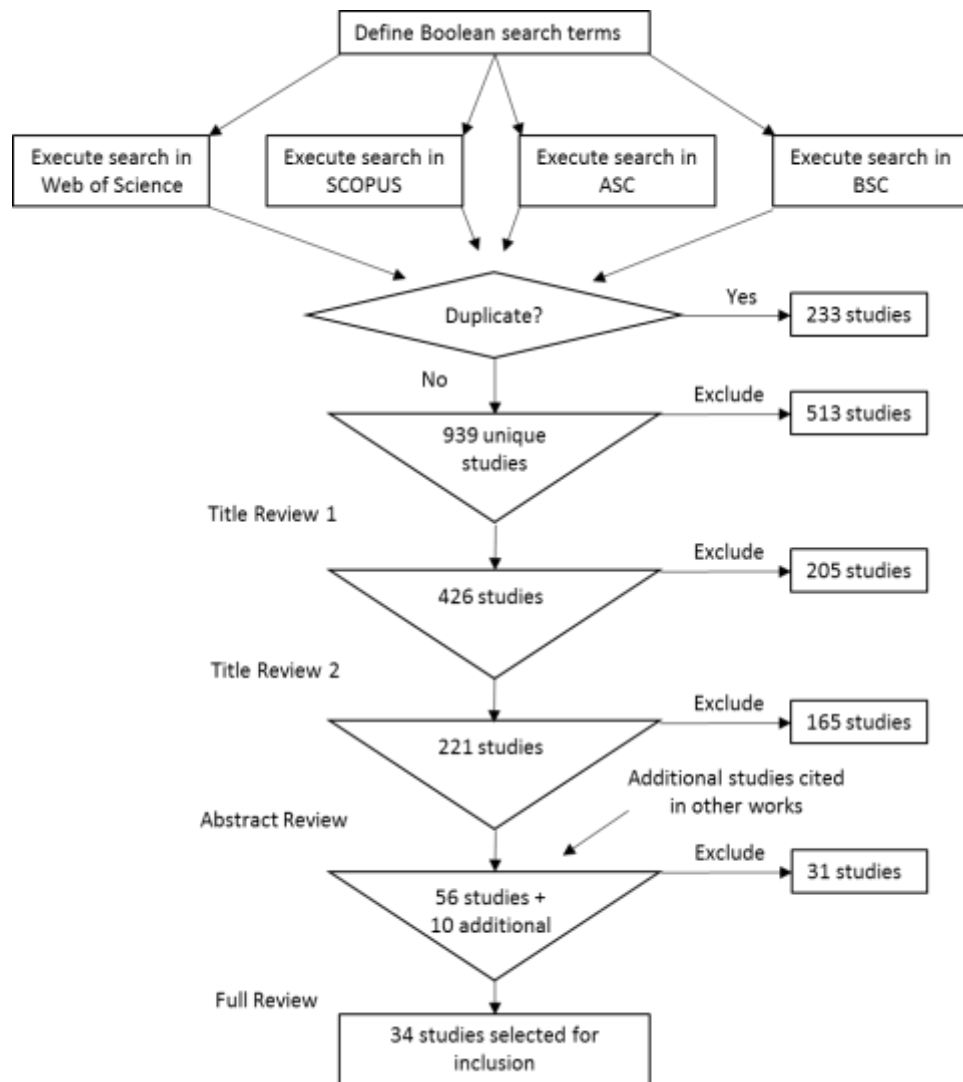 Define Boolean search terms
Execute search in
Web of Science
Execute search in
SCOPUS
Execute search in
ASC
Execute search in
BSC
Duplicate?
Yes
233 studies
No
Exclude
513 studies
939 unique
studies
Title Review 1
Exclude
205 studies
426 studies
Title Review 2
Exclude
165 studies
221 studies
Additional studies cited
in other works
Abstract Review
Exclude
31 studies
56 studies +
10 additional
Full Review
34 studies selected for
inclusion